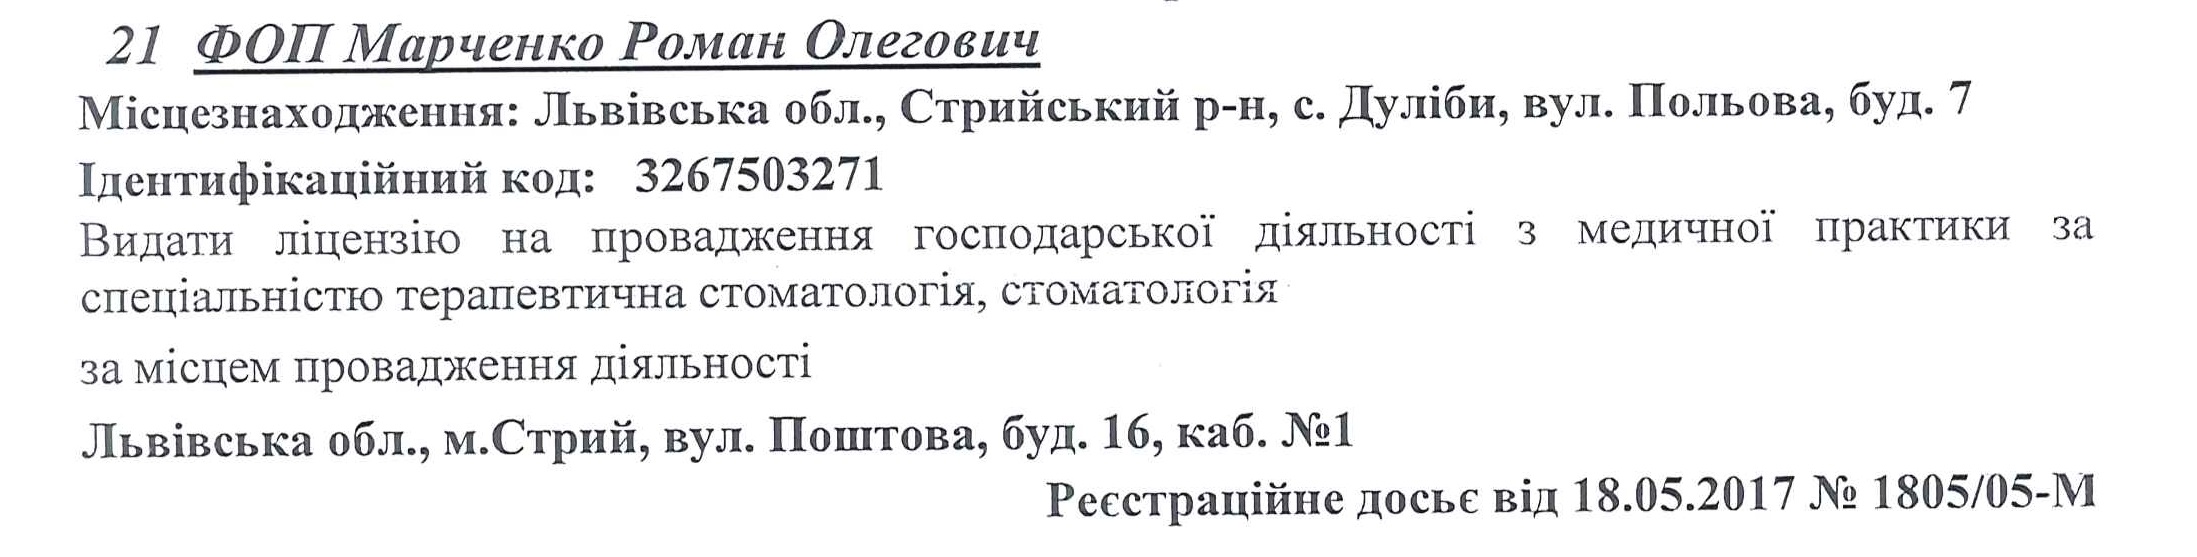 21 ФОП Марченко Роман Олегович
Місцезнаходження: Львівська обл., Стрийський р-н, с. Дуліби, вул. Польова, буд. 7
Ідентифікаційний код: 3267503271
Видати ліцензію на провадження господарської діяльності з медичної практики за
спеціальністю терапевтична стоматологія, стоматологія
за місцем провадження діяльності
Львівська обл., м.Стрий, вул. Поштова, буд. 16, каб. №1
Реєстраційне досьє від 18.05.2017 № 1805/05-М